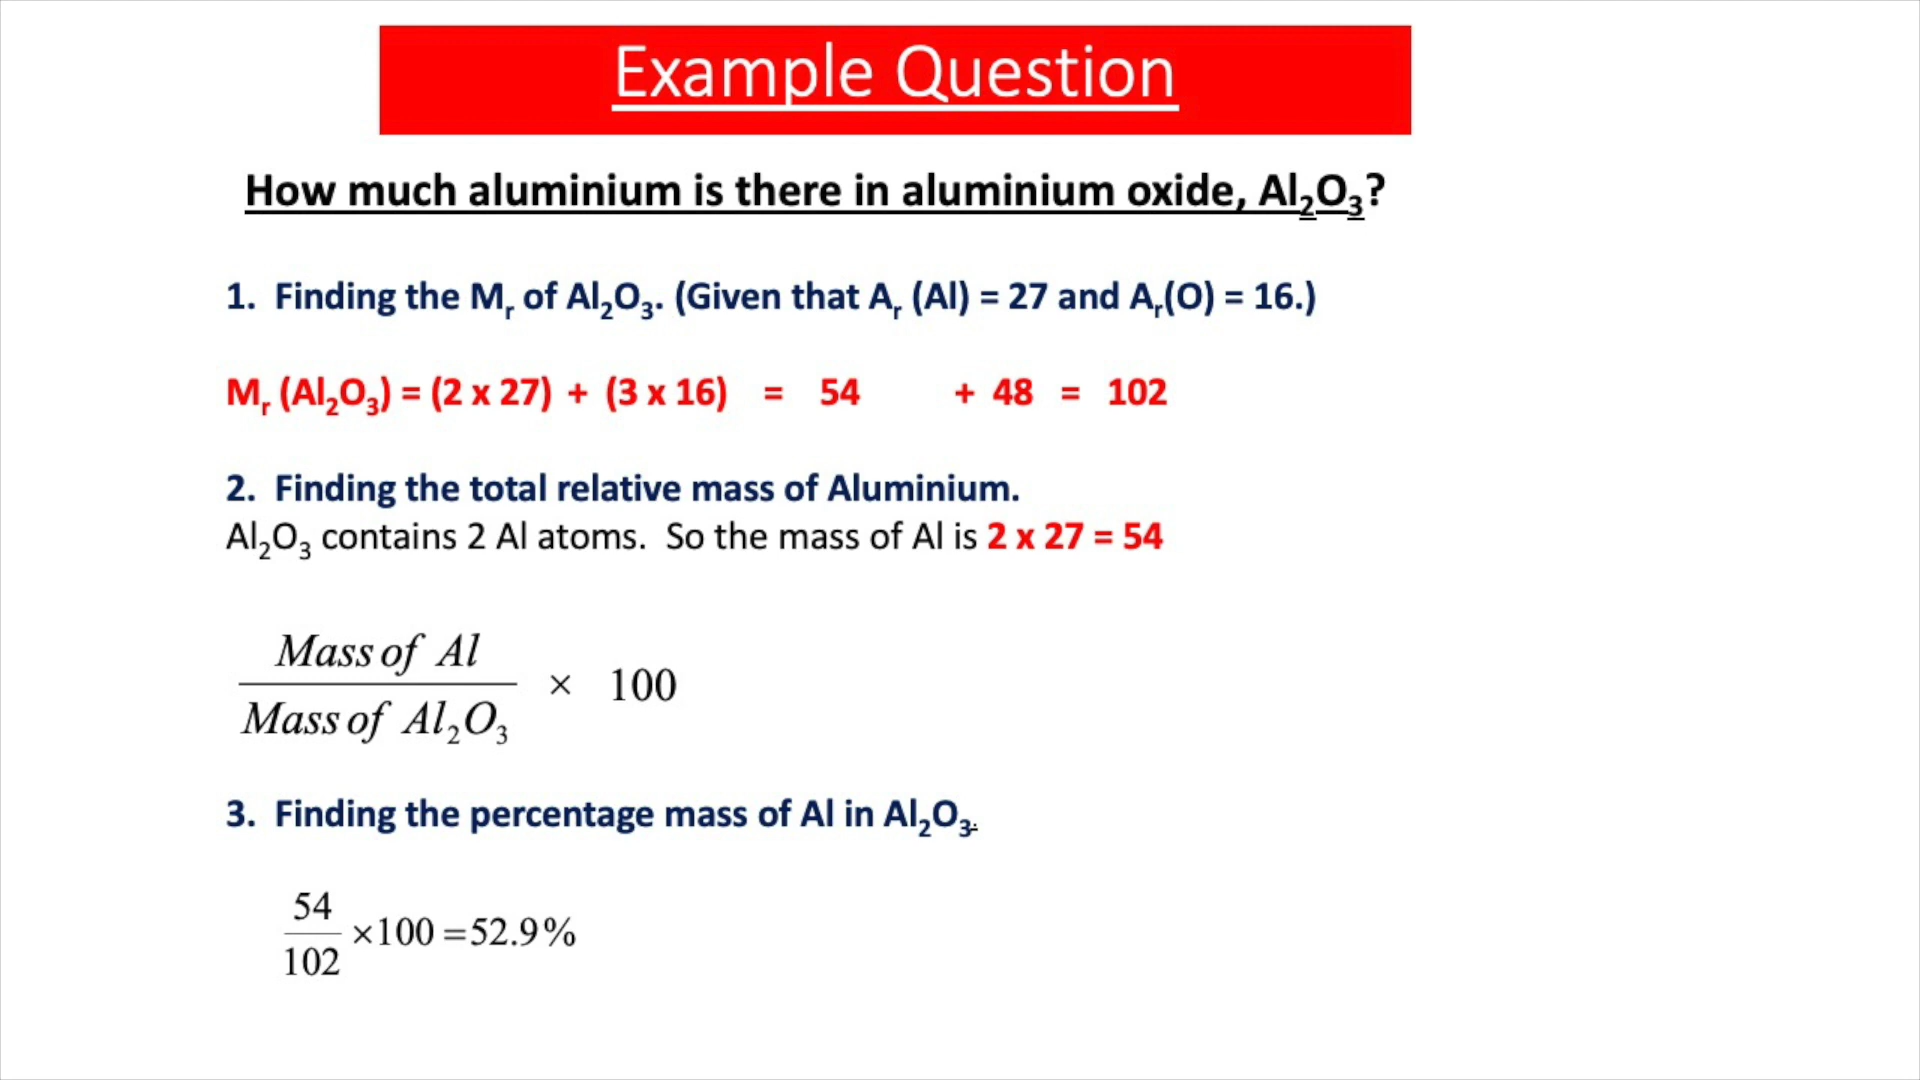 Example Question
How much aluminium is there in aluminium oxide, Al₂O₃?
1. Finding the Mᵣ of Al₂O₃. (Given that Aᵣ (Al) = 27 and Aᵣ(O) = 16.)
Mᵣ (Al₂O₃) = (2 x 27) + (3 x 16) = 54 + 48 = 102
2. Finding the total relative mass of Aluminium.
Al₂O₃ contains 2 Al atoms. So the mass of Al is 2 x 27 = 54
Mass of Al
Mass of Al₂O₃
× 100
3. Finding the percentage mass of Al in Al₂O₃.
54
102
×100 =52.9%